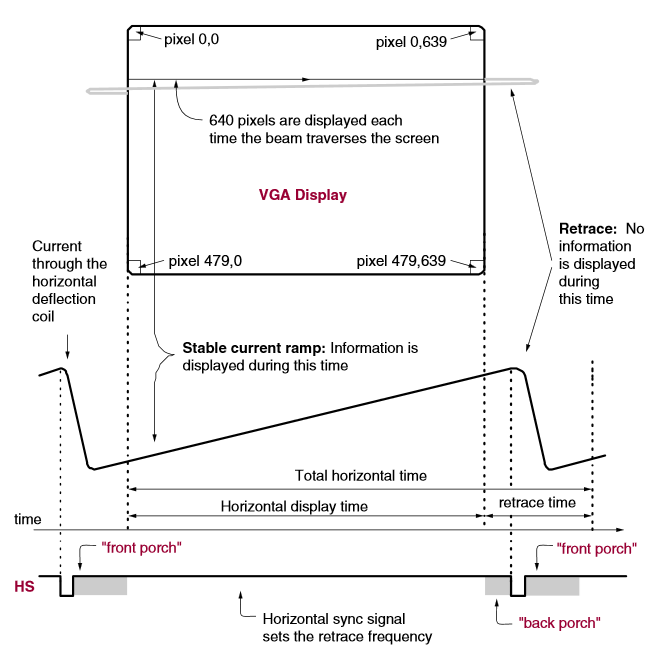 pixel 0,0
pixel 0,639
640 pixels are displayed each
time the beam traverses the screen
VGA Display
pixel 479,0
pixel 479,639
Retrace: No
information
is displayed
during
this time
Current
through the
horizontal
deflection
coil
Stable current ramp: Information is
displayed during this time
Total horizontal time
Horizontal display time
retrace time
time
"front porch"
"front porch"
HS
Horizontal sync signal
sets the retrace frequency
"back porch"